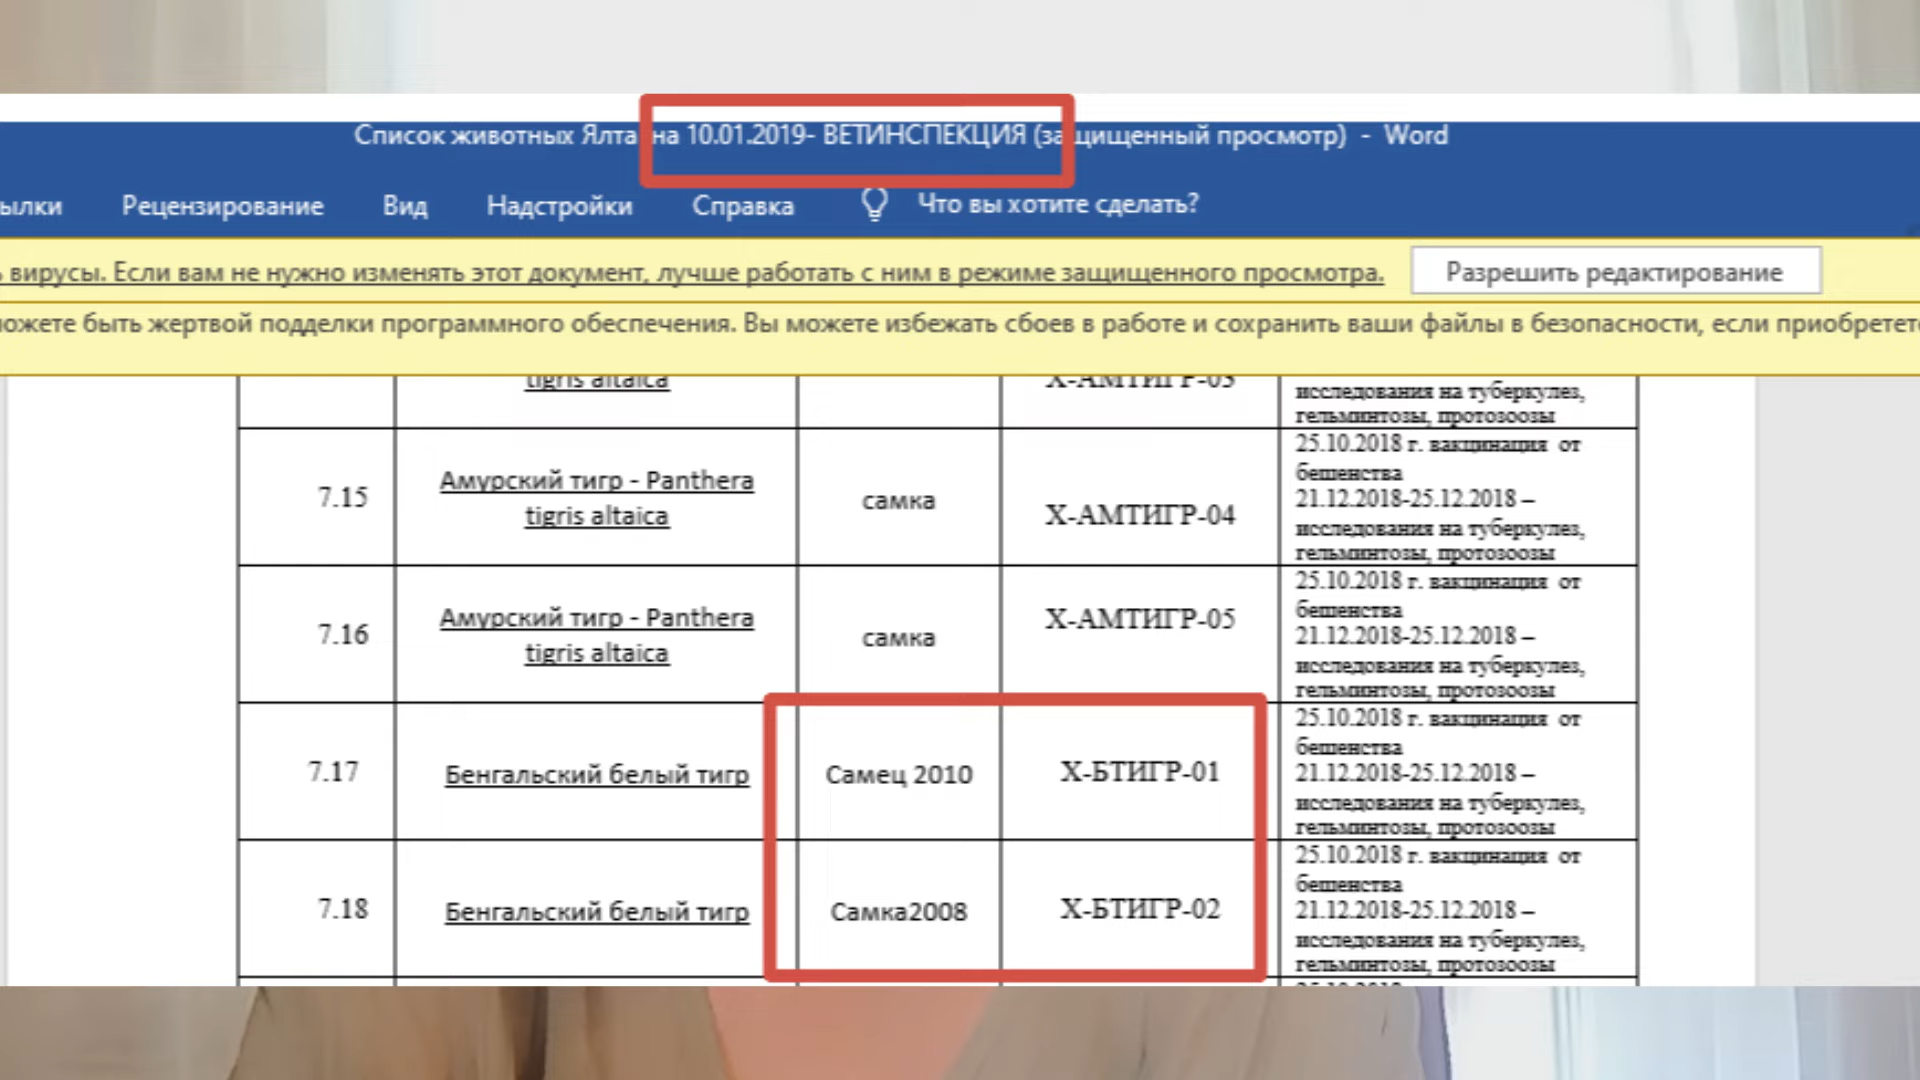 Список животных Ялта на 10.01.2019- ВЕТИНСПЕКЦИЯ (защищенный просмотр) - Word
ылки Рецензирование Вид Надстройки Справка Что вы хотите сделать?
вирусы. Если вам не нужно изменять этот документ, лучше работать с ним в режиме защищенного просмотра. Разрешить редактирование
ожете быть жертвой подделки программного обеспечения. Вы можете избежать сбоев в работе и сохранить ваши файлы в безопасности, если приобретет
tigris altaica
Х-АМТИГР-03
исследования на туберкулез,
гельминтозы, протозоозы
7.15
Амурский тигр - Panthera
tigris altaica
самка
Х-АМТИГР-04
25.10.2018 г. вакцинация от
бешенства
21.12.2018-25.12.2018 –
исследования на туберкулез,
гельминтозы, протозоозы
7.16
Амурский тигр - Panthera
tigris altaica
самка
Х-АМТИГР-05
25.10.2018 г. вакцинация от
бешенства
21.12.2018-25.12.2018 –
исследования на туберкулез,
гельминтозы, протозоозы
7.17
Бенгальский белый тигр
Самец 2010
Х-БТИГР-01
25.10.2018 г. вакцинация от
бешенства
21.12.2018-25.12.2018 –
исследования на туберкулез,
гельминтозы, протозоозы
7.18
Бенгальский белый тигр
Самка2008
Х-БТИГР-02
25.10.2018 г. вакцинация от
бешенства
21.12.2018-25.12.2018 –
исследования на туберкулез,
гельминтозы, протозоозы